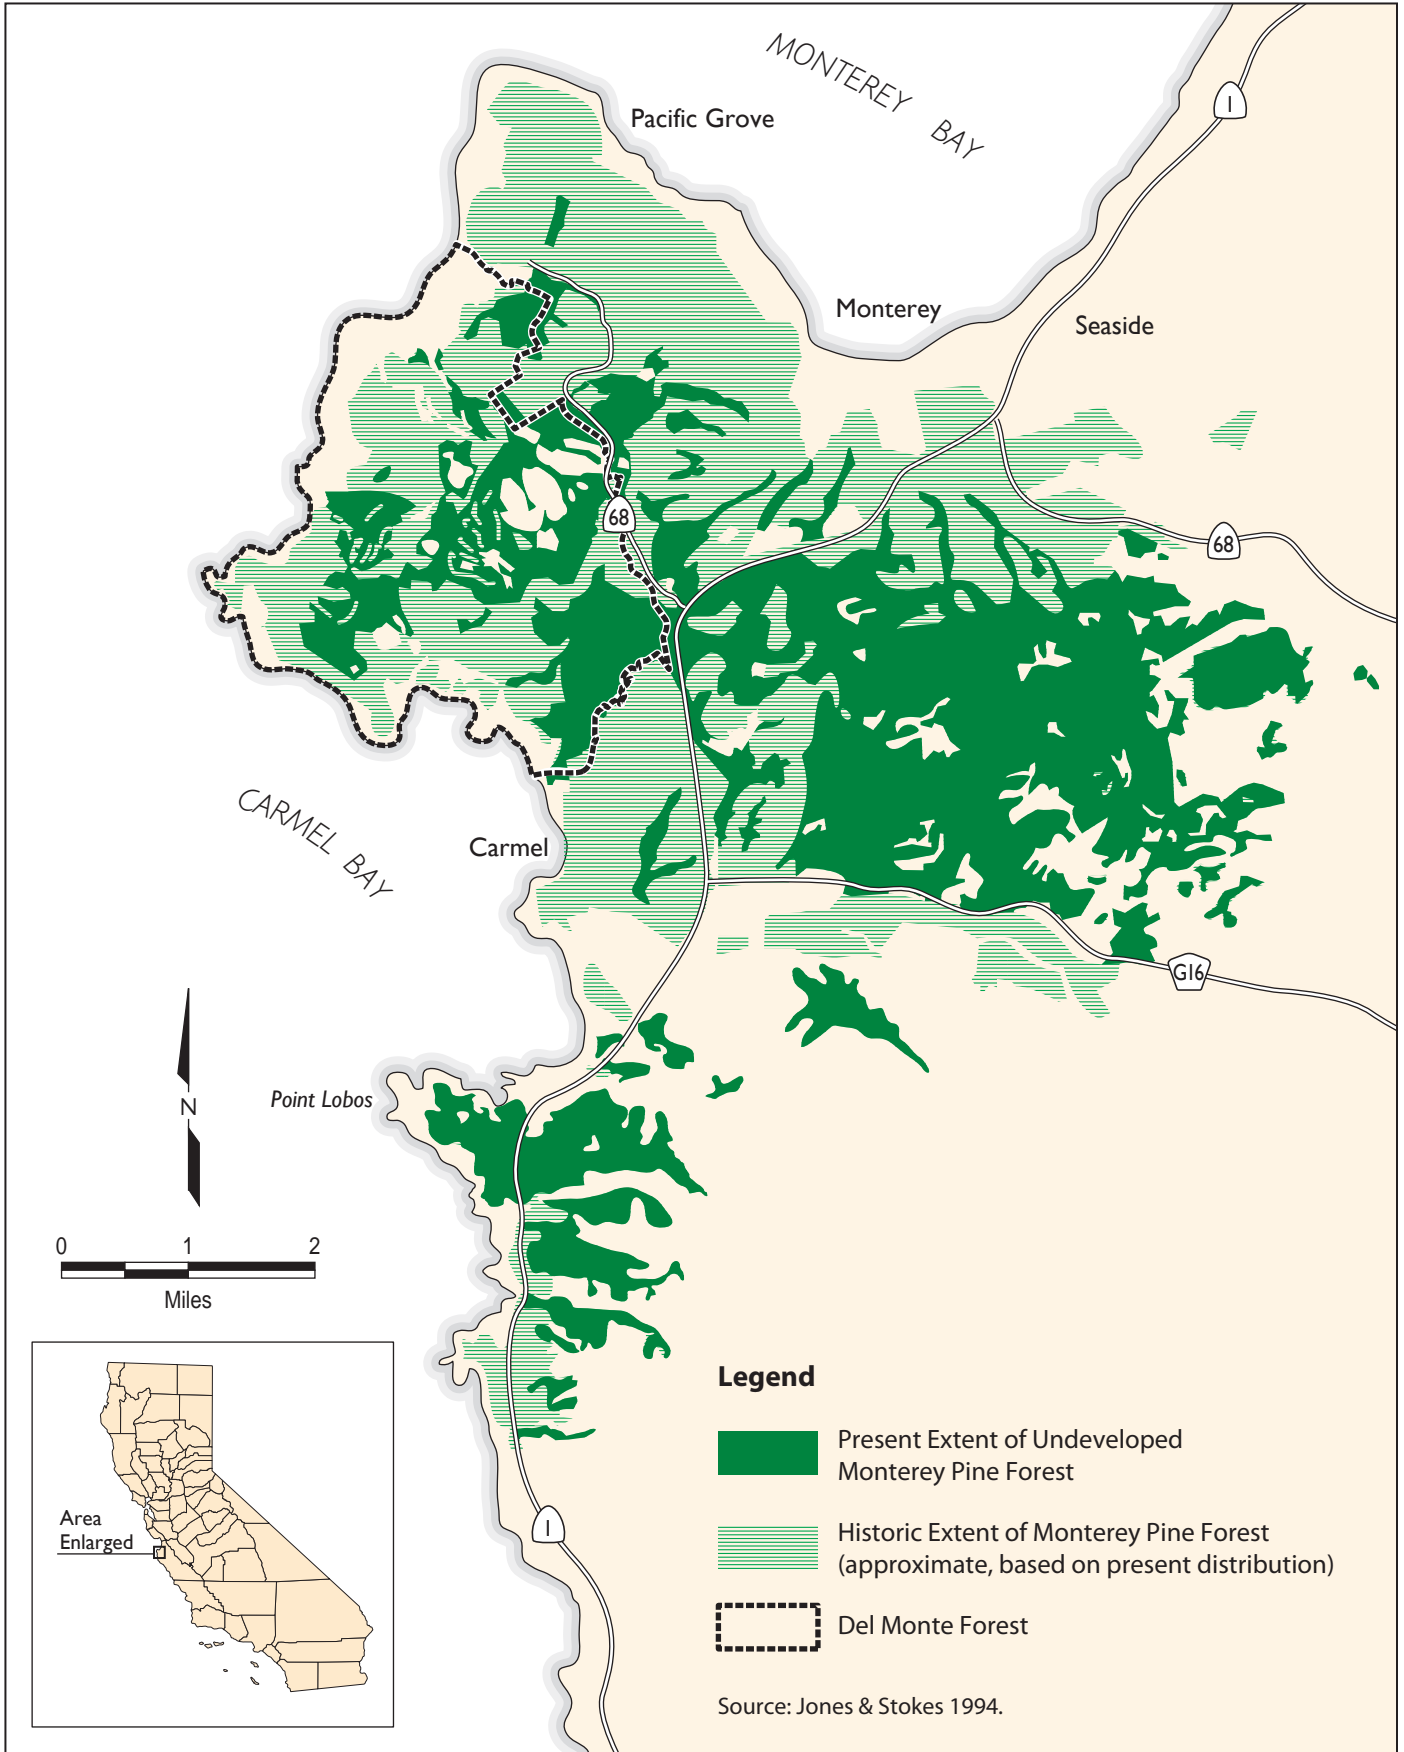 MONTEREY BAY
1
Pacific Grove
Monterey
Seaside
68
68
CARMEL BAY
Carmel
G16
N
Point Lobos
0 1 2
Miles
Area
Enlarged
1
Legend
Present Extent of Undeveloped
Monterey Pine Forest
Historic Extent of Monterey Pine Forest
(approximate, based on present distribution)
Del Monte Forest
Source: Jones & Stokes 1994.